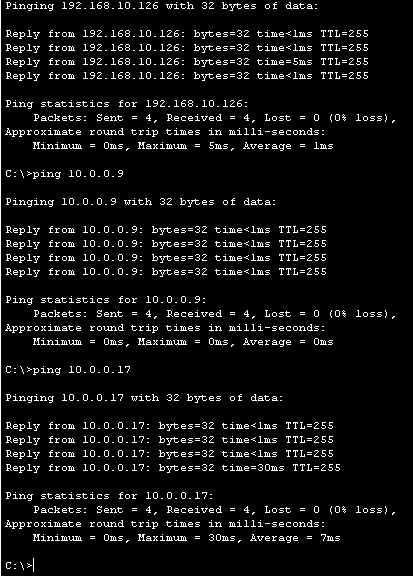 Pinging 192.168.10.126 with 32 bytes of data:
Reply from 192.168.10.126: bytes=32 time<1ms TTL=255
Reply from 192.168.10.126: bytes=32 time<1ms TTL=255
Reply from 192.168.10.126: bytes=32 time=5ms TTL=255
Reply from 192.168.10.126: bytes=32 time<1ms TTL=255
Ping statistics for 192.168.10.126:
Packets: Sent = 4, Received = 4, Lost = 0 (0% loss),
Approximate round trip times in milli-seconds:
Minimum = 0ms, Maximum = 5ms, Average = 1ms
C:\>ping 10.0.0.9
Pinging 10.0.0.9 with 32 bytes of data:
Reply from 10.0.0.9: bytes=32 time<1ms TTL=255
Reply from 10.0.0.9: bytes=32 time<1ms TTL=255
Reply from 10.0.0.9: bytes=32 time<1ms TTL=255
Reply from 10.0.0.9: bytes=32 time<1ms TTL=255
Ping statistics for 10.0.0.9:
Packets: Sent = 4, Received = 4, Lost = 0 (0% loss),
Approximate round trip times in milli-seconds:
Minimum = 0ms, Maximum = 0ms, Average = 0ms
C:\>ping 10.0.0.17
Pinging 10.0.0.17 with 32 bytes of data:
Reply from 10.0.0.17: bytes=32 time<1ms TTL=255
Reply from 10.0.0.17: bytes=32 time<1ms TTL=255
Reply from 10.0.0.17: bytes=32 time<1ms TTL=255
Reply from 10.0.0.17: bytes=32 time=30ms TTL=255
Ping statistics for 10.0.0.17:
Packets: Sent = 4, Received = 4, Lost = 0 (0% loss),
Approximate round trip times in milli-seconds:
Minimum = 0ms, Maximum = 30ms, Average = 7ms
C:\>